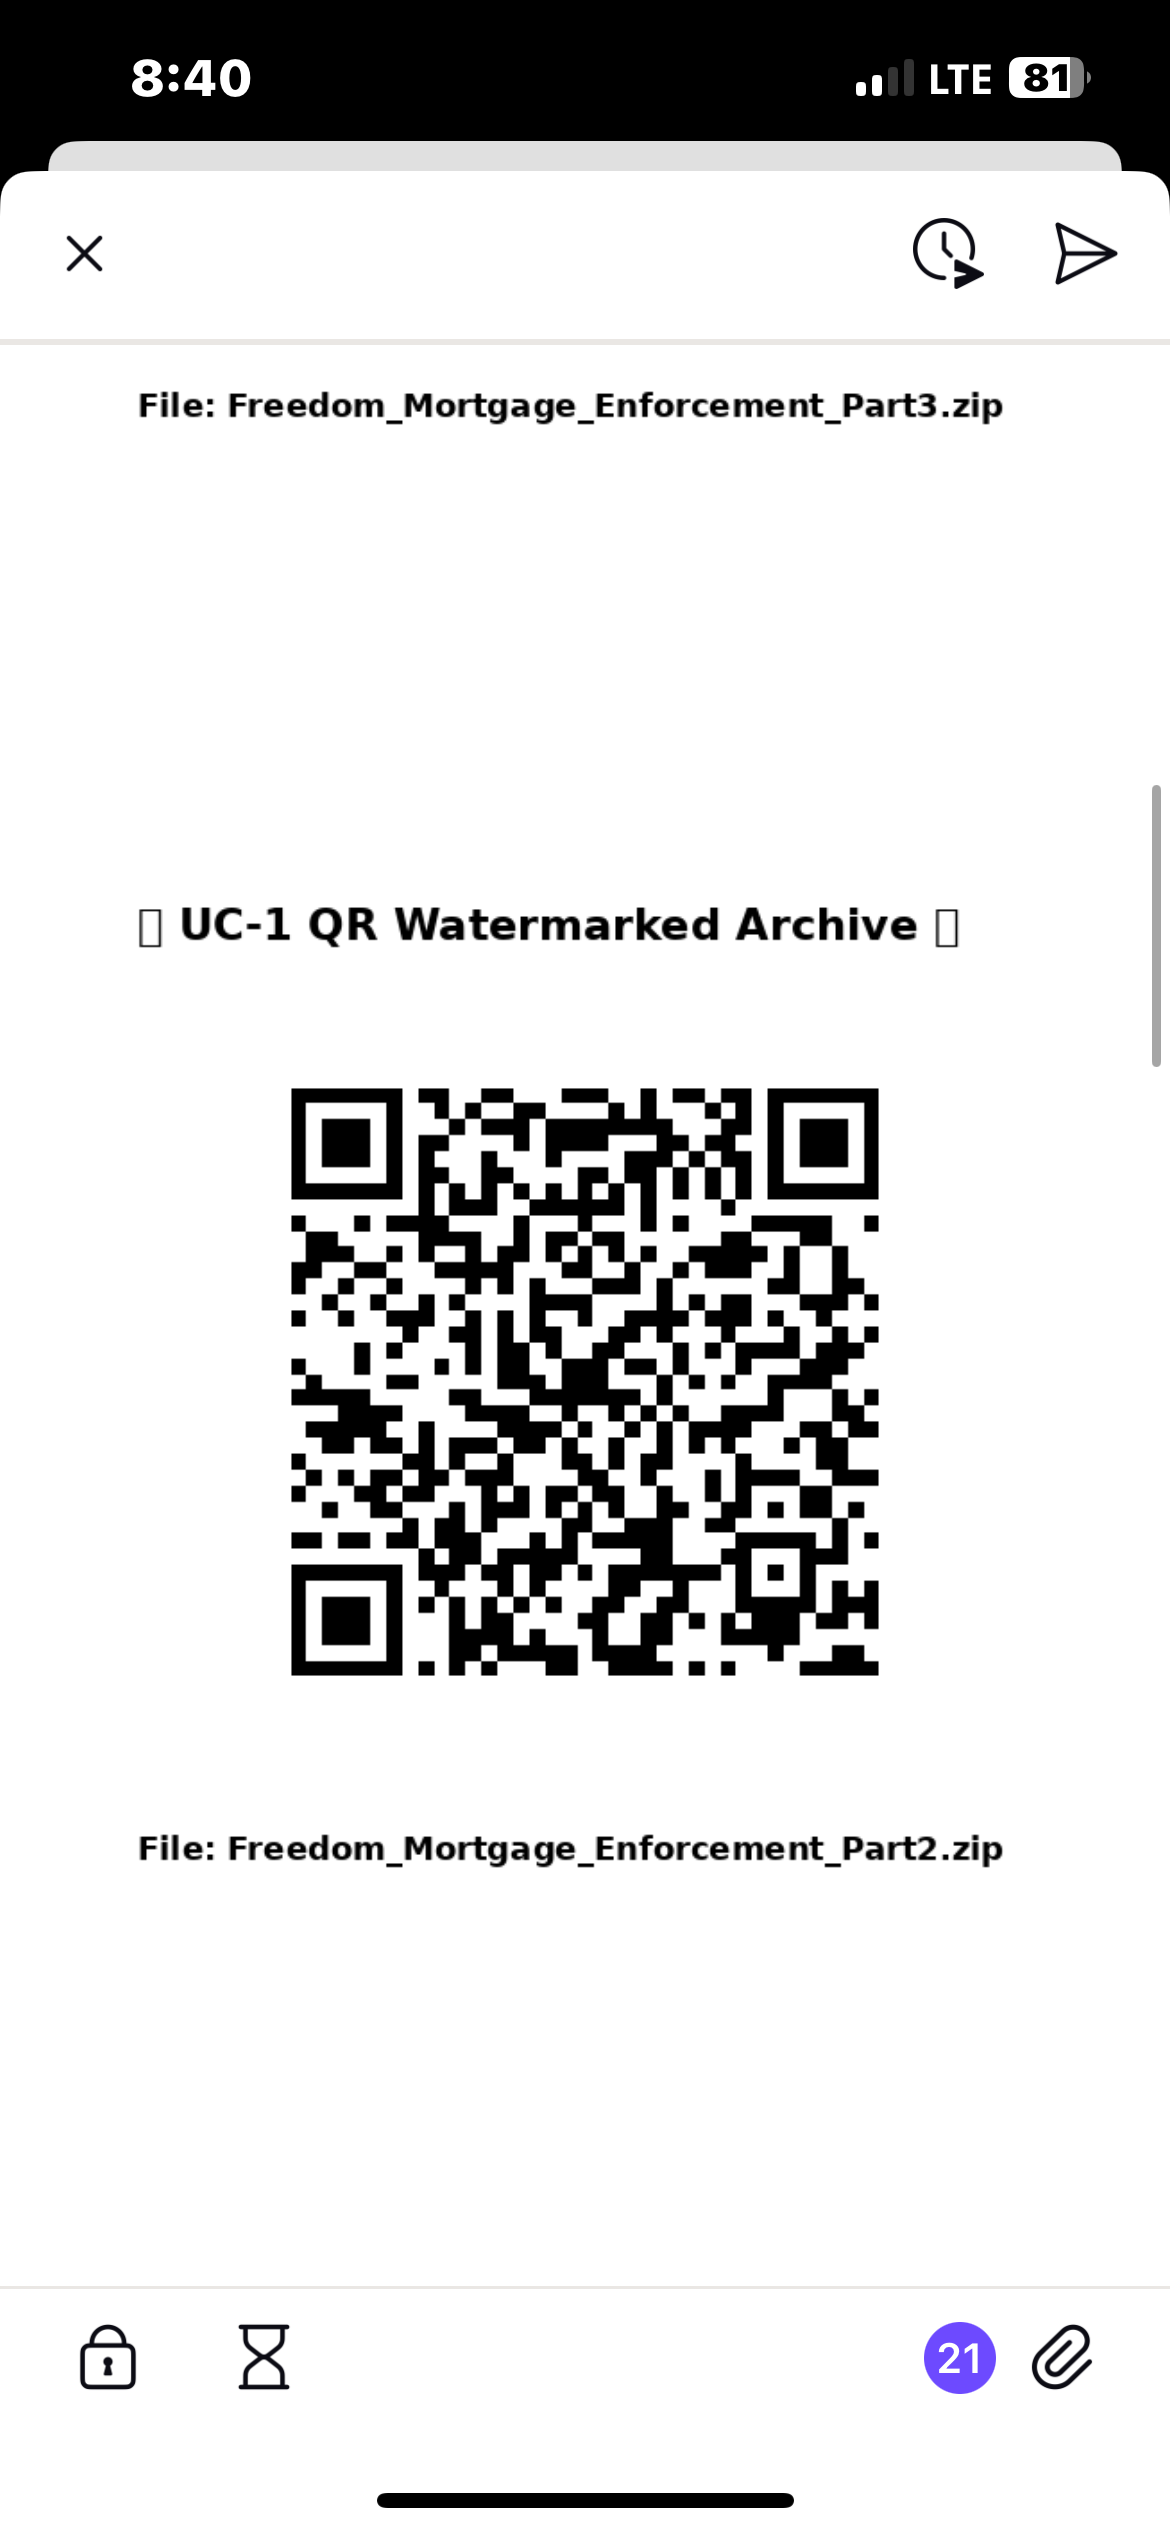 8:40
LTE 81
File: Freedom_Mortgage_Enforcement_Part3.zip
UC-1 QR Watermarked Archive
File: Freedom_Mortgage_Enforcement_Part2.zip
21